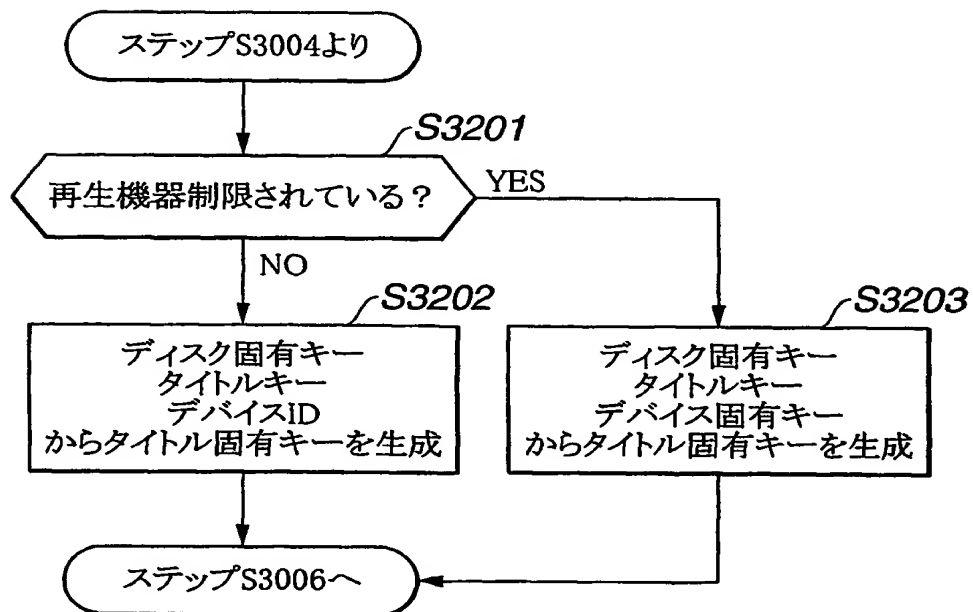 ステップS3004より
S3201
再生機器制限されている？
YES
NO
S3202
ディスク固有キー
タイトルキー
デバイスID
からタイトル固有キーを生成
S3203
ディスク固有キー
タイトルキー
デバイス固有キー
からタイトル固有キーを生成
ステップS3006へ